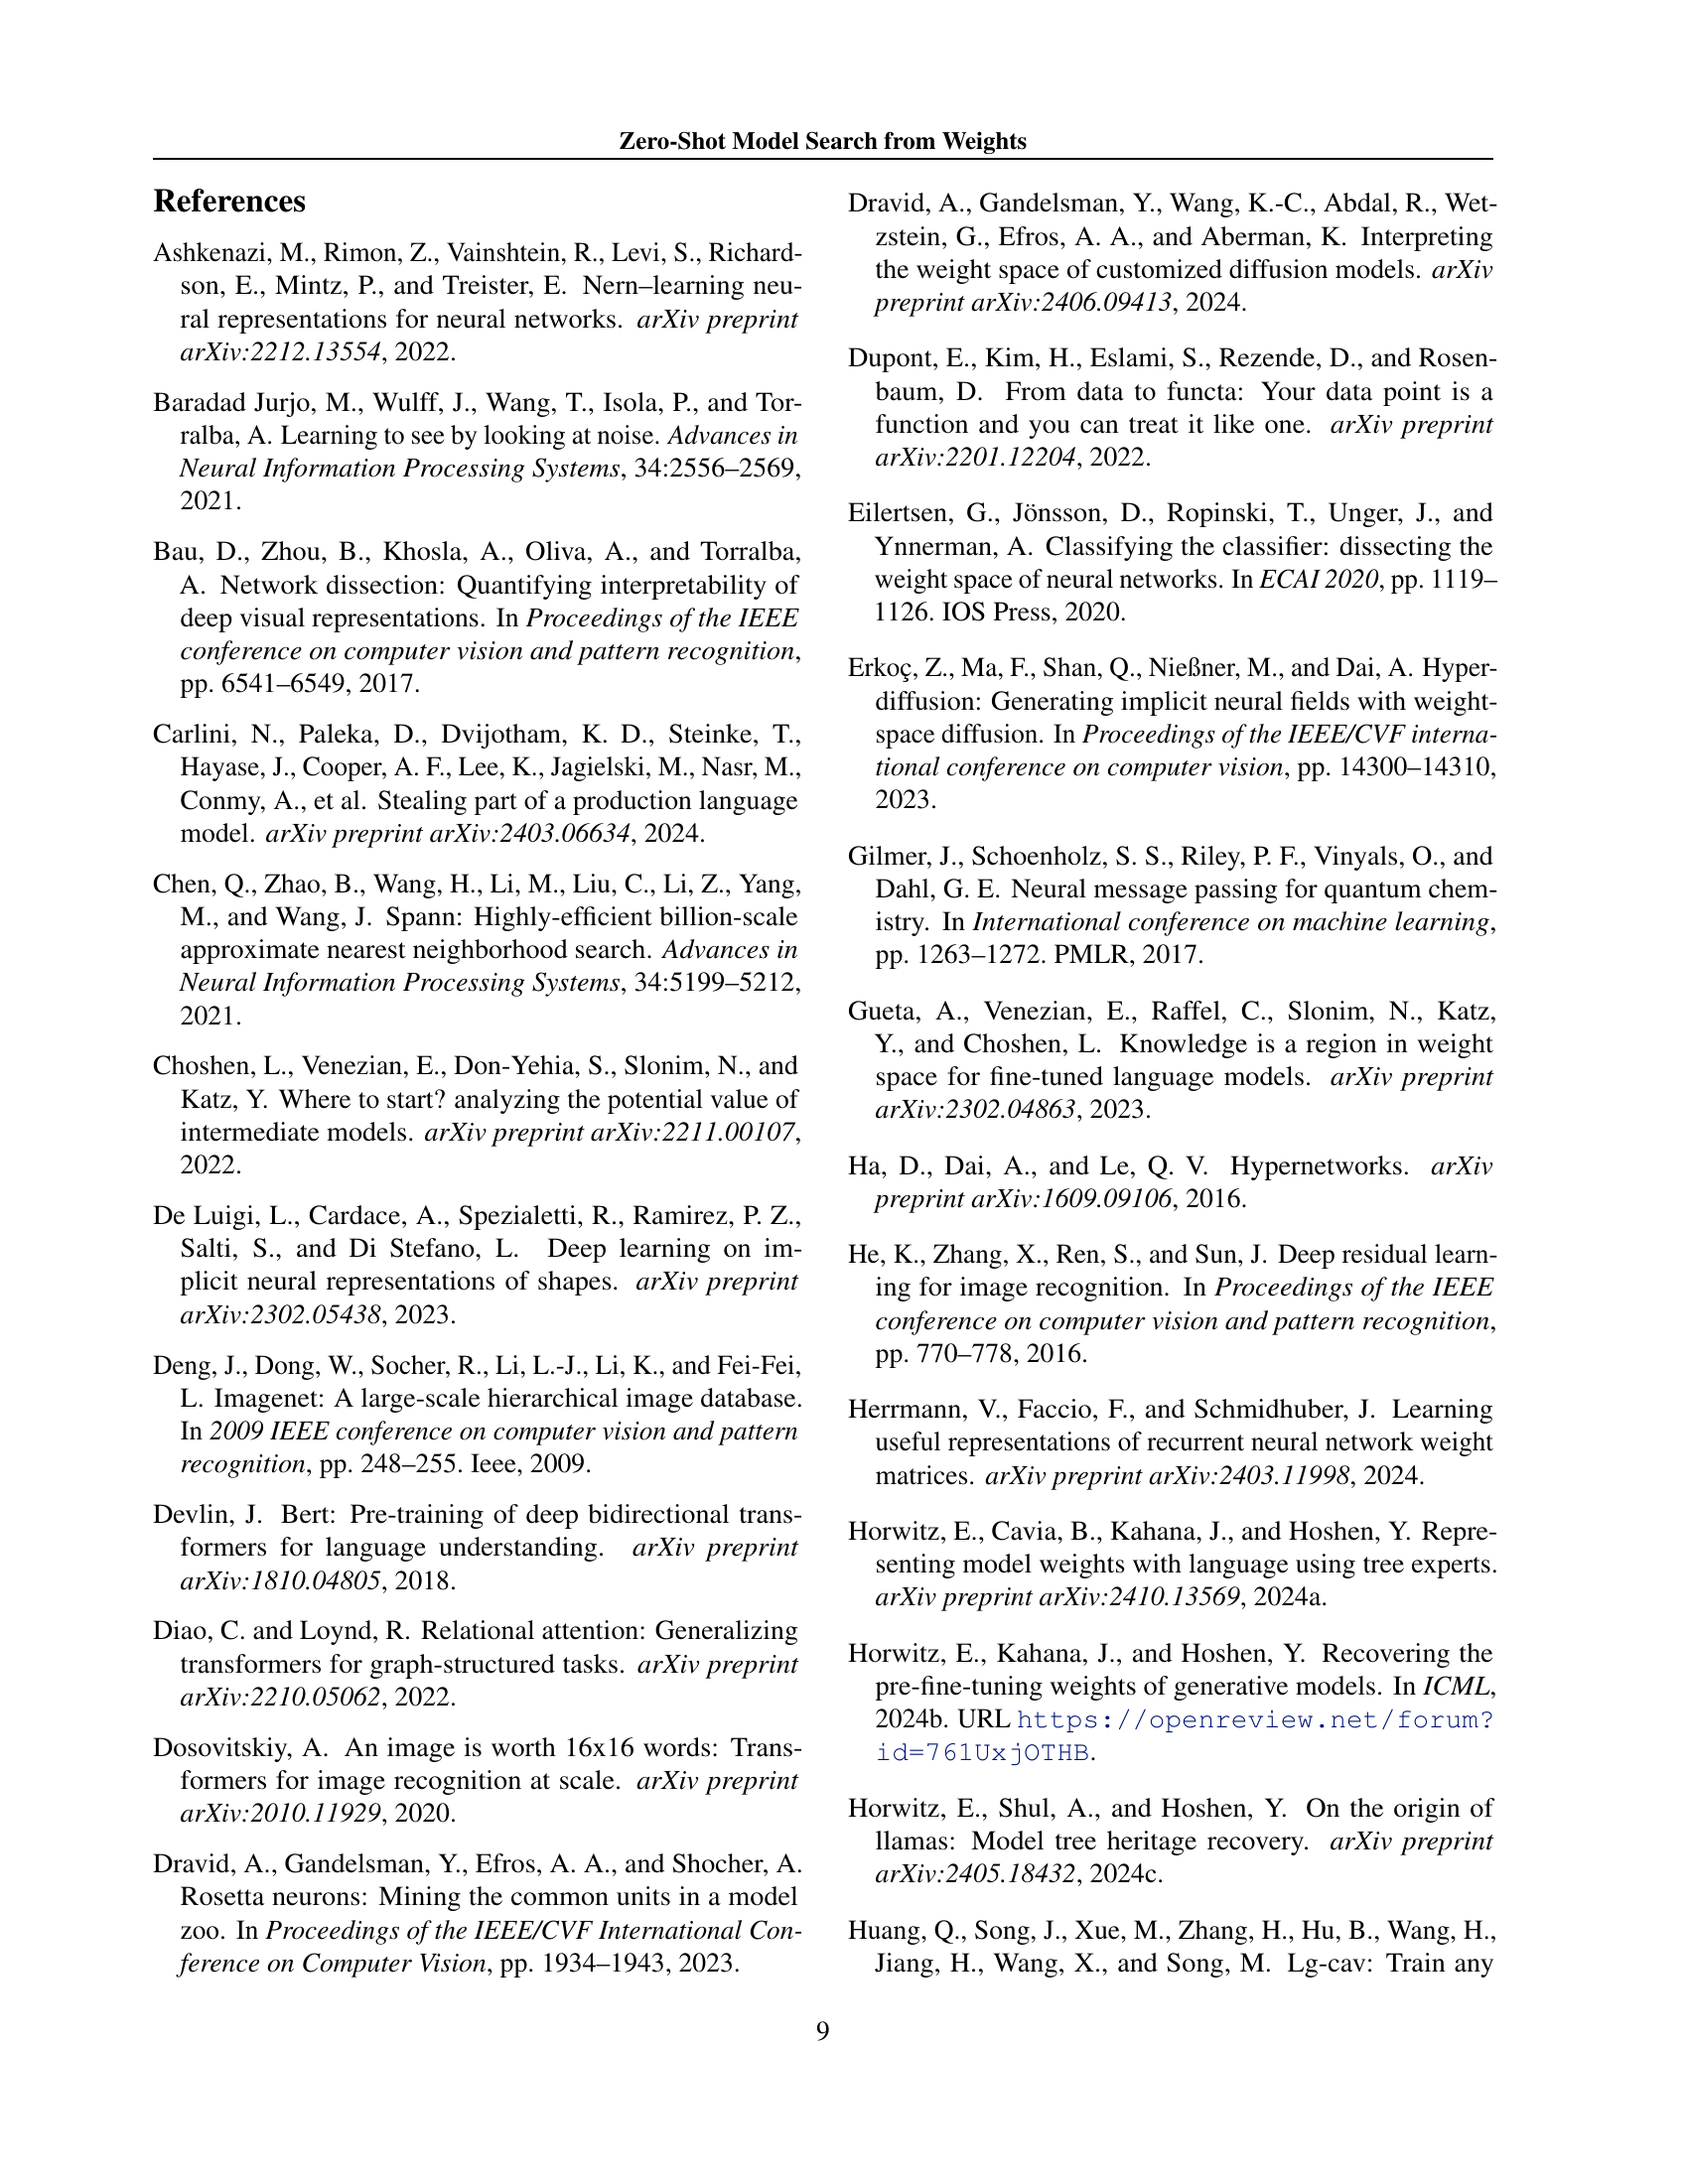 Zero-Shot Model Search from Weights
References
Ashkenazi, M., Rimon, Z., Vainshtein, R., Levi, S., Richard-
son, E., Mintz, P., and Treister, E. Nern–learning neu-
ral representations for neural networks. arXiv preprint
arXiv:2212.13554, 2022.
Baradad Jurjo, M., Wulff, J., Wang, T., Isola, P., and Tor-
ralba, A. Learning to see by looking at noise. Advances in
Neural Information Processing Systems, 34:2556–2569,
2021.
Bau, D., Zhou, B., Khosla, A., Oliva, A., and Torralba,
A. Network dissection: Quantifying interpretability of
deep visual representations. In Proceedings of the IEEE
conference on computer vision and pattern recognition,
pp. 6541–6549, 2017.
Carlini, N., Paleka, D., Dvijotham, K. D., Steinke, T.,
Hayase, J., Cooper, A. F., Lee, K., Jagielski, M., Nasr, M.,
Conmy, A., et al. Stealing part of a production language
model. arXiv preprint arXiv:2403.06634, 2024.
Chen, Q., Zhao, B., Wang, H., Li, M., Liu, C., Li, Z., Yang,
M., and Wang, J. Spann: Highly-efficient billion-scale
approximate nearest neighborhood search. Advances in
Neural Information Processing Systems, 34:5199–5212,
2021.
Choshen, L., Venezian, E., Don-Yehia, S., Slonim, N., and
Katz, Y. Where to start? analyzing the potential value of
intermediate models. arXiv preprint arXiv:2211.00107,
2022.
De Luigi, L., Cardace, A., Spezialetti, R., Ramirez, P. Z.,
Salti, S., and Di Stefano, L. Deep learning on im-
plicit neural representations of shapes. arXiv preprint
arXiv:2302.05438, 2023.
Deng, J., Dong, W., Socher, R., Li, L.-J., Li, K., and Fei-Fei,
L. Imagenet: A large-scale hierarchical image database.
In 2009 IEEE conference on computer vision and pattern
recognition, pp. 248–255. Ieee, 2009.
Devlin, J. Bert: Pre-training of deep bidirectional trans-
formers for language understanding. arXiv preprint
arXiv:1810.04805, 2018.
Diao, C. and Loynd, R. Relational attention: Generalizing
transformers for graph-structured tasks. arXiv preprint
arXiv:2210.05062, 2022.
Dosovitskiy, A. An image is worth 16x16 words: Trans-
formers for image recognition at scale. arXiv preprint
arXiv:2010.11929, 2020.
Dravid, A., Gandelsman, Y., Efros, A. A., and Shocher, A.
Rosetta neurons: Mining the common units in a model
zoo. In Proceedings of the IEEE/CVF International Con-
ference on Computer Vision, pp. 1934–1943, 2023.
Dravid, A., Gandelsman, Y., Wang, K.-C., Abdal, R., Wet-
zstein, G., Efros, A. A., and Aberman, K. Interpreting
the weight space of customized diffusion models. arXiv
preprint arXiv:2406.09413, 2024.
Dupont, E., Kim, H., Eslami, S., Rezende, D., and Rosen-
baum, D. From data to functa: Your data point is a
function and you can treat it like one. arXiv preprint
arXiv:2201.12204, 2022.
Eilertsen, G., Jönsson, D., Ropinski, T., Unger, J., and
Ynnerman, A. Classifying the classifier: dissecting the
weight space of neural networks. In ECAI 2020, pp. 1119–
1126. IOS Press, 2020.
Erkoç, Z., Ma, F., Shan, Q., Nießner, M., and Dai, A. Hyper-
diffusion: Generating implicit neural fields with weight-
space diffusion. In Proceedings of the IEEE/CVF interna-
tional conference on computer vision, pp. 14300–14310,
2023.
Gilmer, J., Schoenholz, S. S., Riley, P. F., Vinyals, O., and
Dahl, G. E. Neural message passing for quantum chem-
istry. In International conference on machine learning,
pp. 1263–1272. PMLR, 2017.
Gueta, A., Venezian, E., Raffel, C., Slonim, N., Katz,
Y., and Choshen, L. Knowledge is a region in weight
space for fine-tuned language models. arXiv preprint
arXiv:2302.04863, 2023.
Ha, D., Dai, A., and Le, Q. V. Hypernetworks. arXiv
preprint arXiv:1609.09106, 2016.
He, K., Zhang, X., Ren, S., and Sun, J. Deep residual learn-
ing for image recognition. In Proceedings of the IEEE
conference on computer vision and pattern recognition,
pp. 770–778, 2016.
Herrmann, V., Faccio, F., and Schmidhuber, J. Learning
useful representations of recurrent neural network weight
matrices. arXiv preprint arXiv:2403.11998, 2024.
Horwitz, E., Cavia, B., Kahana, J., and Hoshen, Y. Repre-
senting model weights with language using tree experts.
arXiv preprint arXiv:2410.13569, 2024a.
Horwitz, E., Kahana, J., and Hoshen, Y. Recovering the
pre-fine-tuning weights of generative models. In ICML,
2024b. URL https://openreview.net/forum?
id=761UxjOTHB.
Horwitz, E., Shul, A., and Hoshen, Y. On the origin of
llamas: Model tree heritage recovery. arXiv preprint
arXiv:2405.18432, 2024c.
Huang, Q., Song, J., Xue, M., Zhang, H., Hu, B., Wang, H.,
Jiang, H., Wang, X., and Song, M. Lg-cav: Train any
9